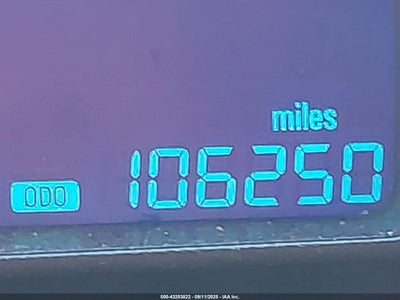 miles
ODO 106250
000-43203822 - 09/11/2025 - IAA Inc.